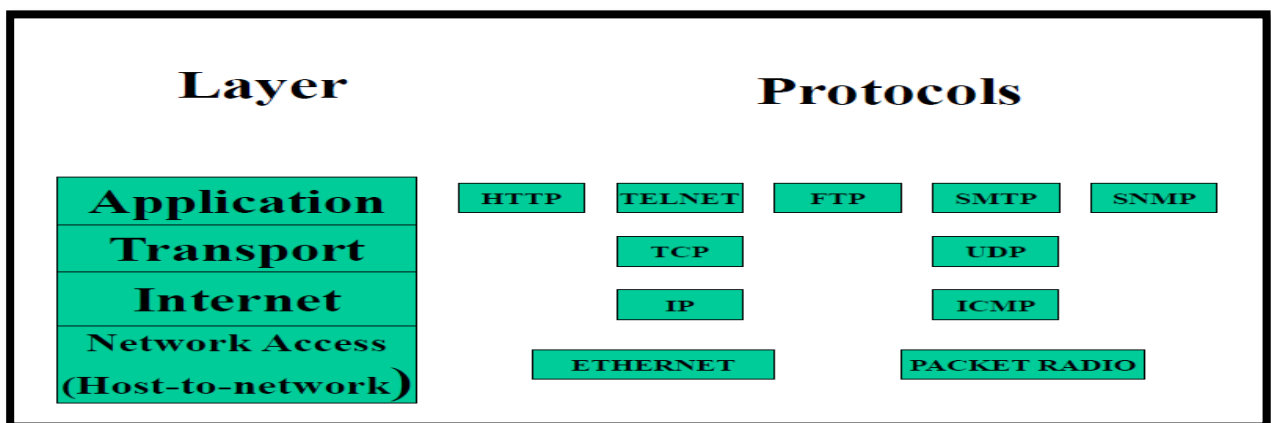 Layer Protocols
Application HTTP TELNET FTP SMTP SNMP
Transport TCP UDP
Internet IP ICMP
Network Access
(Host-to-network) ETHERNET PACKET RADIO